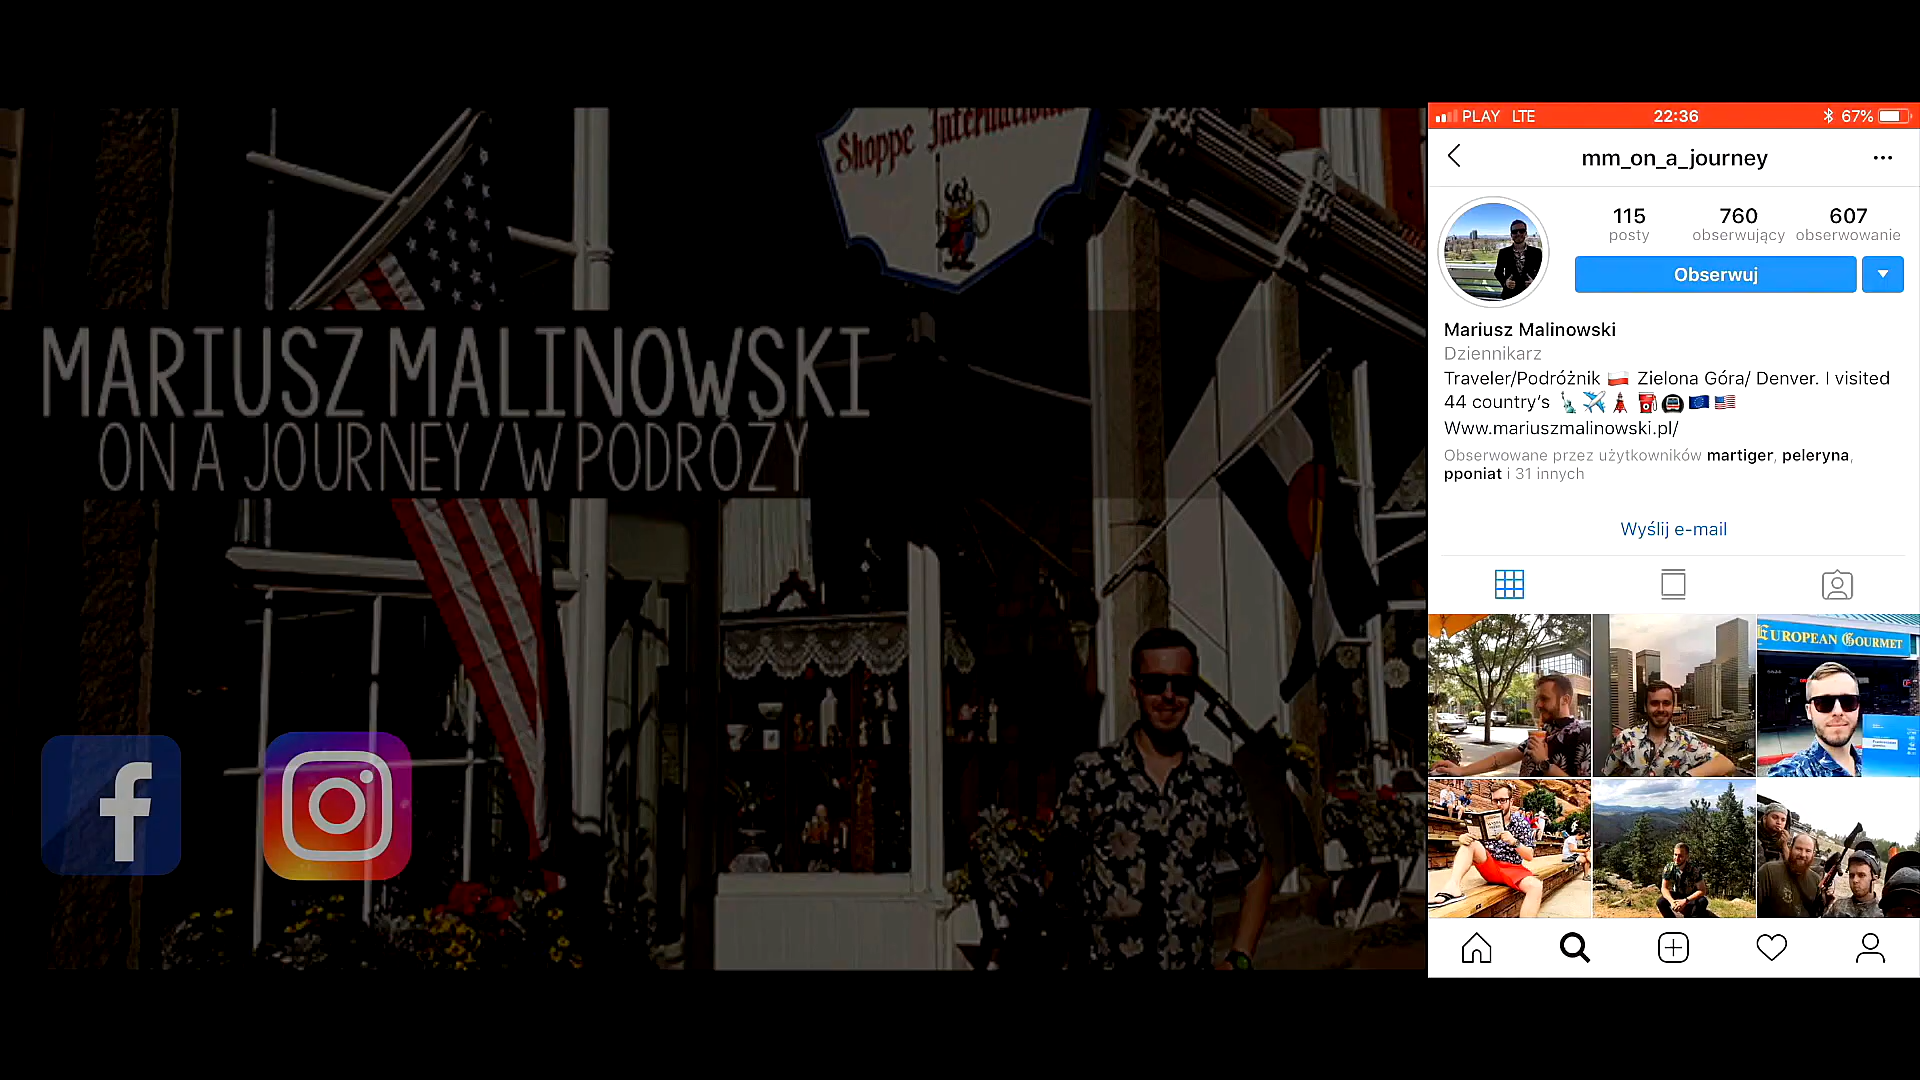 Shoppe International
MARIUSZ MALINOWSKI
ON A JOURNEY/W PODRÓŻY
PLAY LTE 22:36 67%
mm_on_a_journey
115 760 607
posty obserwujący obserwowanie
Obserwuj
Mariusz Malinowski
Dziennikarz
Traveler/Podróżnik Zielona Góra/ Denver. I visited
44 country's
Www.mariuszmalinowski.pl/
Obserwowane przez użytkowników martiger, peleryna,
pponiat i 31 innych
Wyślij e-mail
EUROPEAN GOURMET